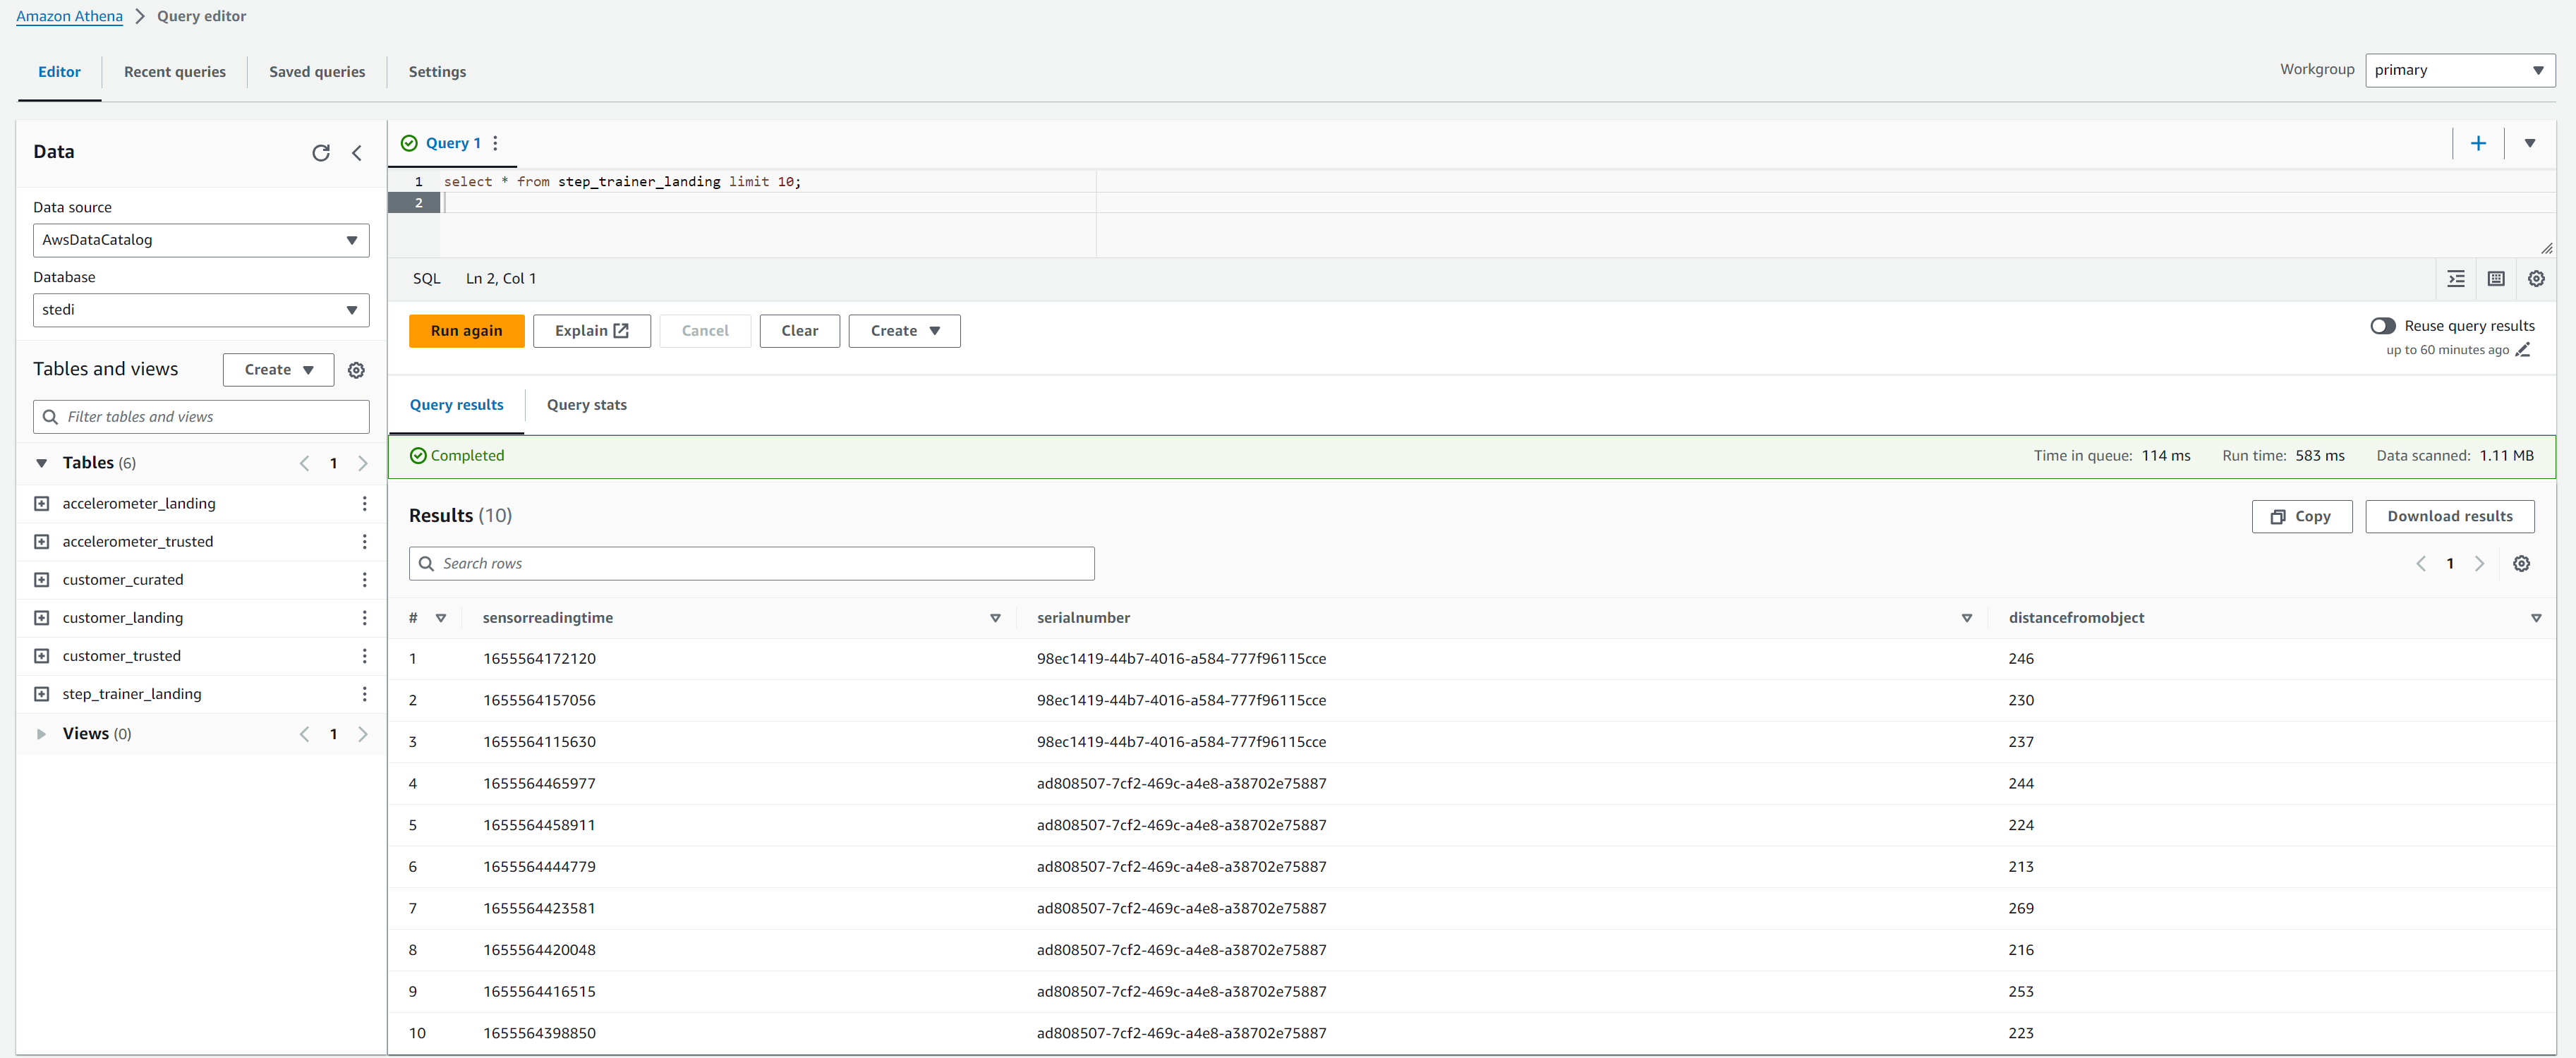 Amazon Athena > Query editor
Editor Recent queries Saved queries Settings Workgroup primary
Data
Data source
AwsDataCatalog
Database
stedi
Tables and views Create
Filter tables and views
Tables (6) 1
accelerometer_landing
accelerometer_trusted
customer_curated
customer_landing
customer_trusted
step_trainer_landing
Views (0) 1
Query 1
1 select * from step_trainer_landing limit 10;
2
SQL Ln 2, Col 1
Run again Explain Cancel Clear Create Reuse query results
up to 60 minutes ago
Query results Query stats
Completed Time in queue: 114 ms Run time: 583 ms Data scanned: 1.11 MB
Results (10) Copy Download results
Search rows 1
# sensorreadingtime serialnumber distancefromobject
1 1655564172120 98ec1419-44b7-4016-a584-777f96115cce 246
2 1655564157056 98ec1419-44b7-4016-a584-777f96115cce 230
3 1655564115630 98ec1419-44b7-4016-a584-777f96115cce 237
4 1655564465977 ad808507-7cf2-469c-a4e8-a38702e75887 244
5 1655564458911 ad808507-7cf2-469c-a4e8-a38702e75887 224
6 1655564444779 ad808507-7cf2-469c-a4e8-a38702e75887 213
7 1655564423581 ad808507-7cf2-469c-a4e8-a38702e75887 269
8 1655564420048 ad808507-7cf2-469c-a4e8-a38702e75887 216
9 1655564416515 ad808507-7cf2-469c-a4e8-a38702e75887 253
10 1655564398850 ad808507-7cf2-469c-a4e8-a38702e75887 223